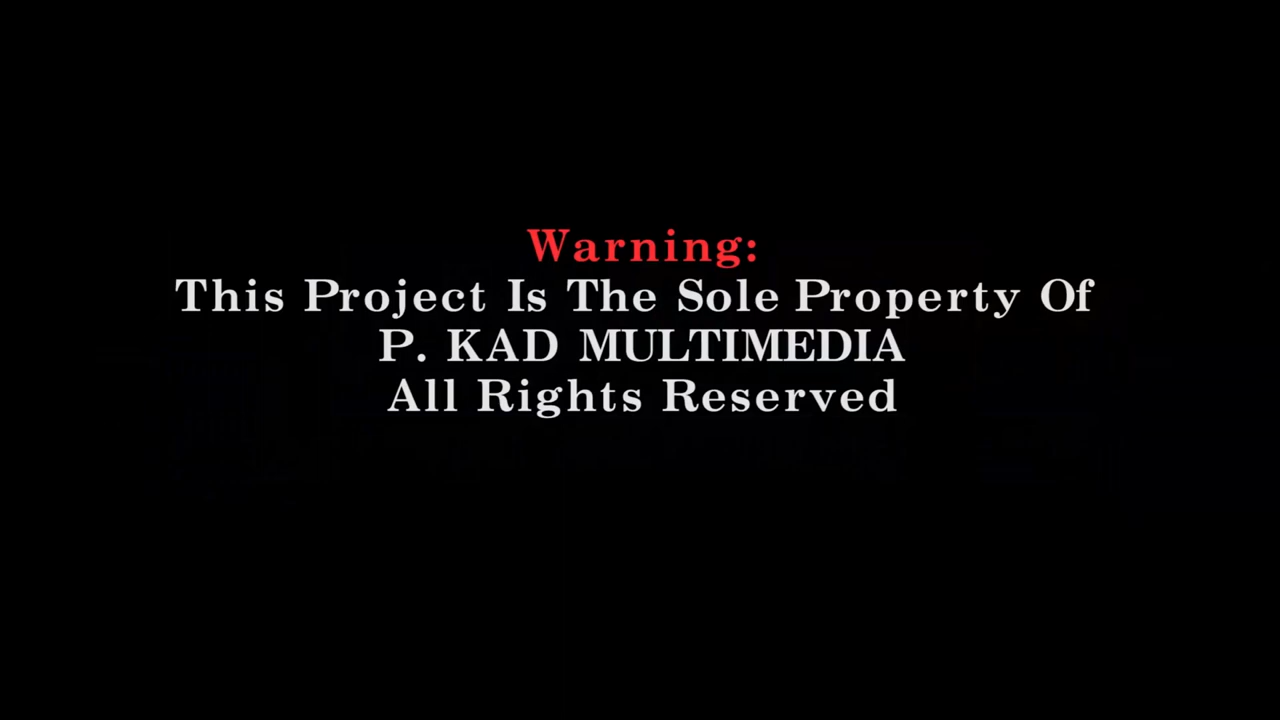 Warning:
This Project Is The Sole Property Of
P. KAD MULTIMEDIA
All Rights Reserved